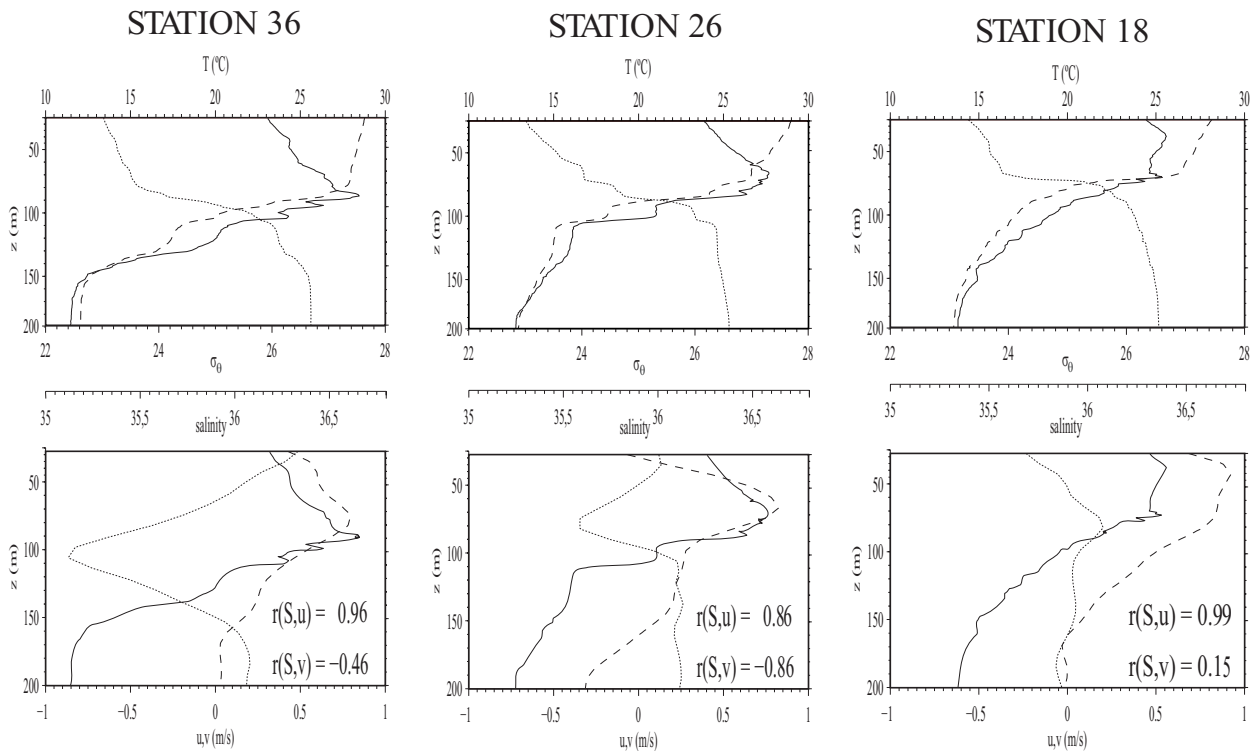 STATION 36 STATION 26 STATION 18
T (ºC) T (ºC) T (ºC)
10 15 20 25 30 10 15 20 25 30 10 15 20 25 30
z (m) z (m) z (m)
50 50 50
100 100 100
150 150 150
200 200 200
22 24 26 28 22 24 26 28 22 24 26 28
σθ σθ σθ
35 35,5 36 36,5 35 35,5 36 36,5 35 35,5 36 36,5
salinity salinity salinity
z (m) z (m) z (m)
50 50 50
100 100 100
150 150 150
r(S,u) = 0.96 r(S,u) = 0.86 r(S,u) = 0.99
r(S,v) = −0.46 r(S,v) = −0.86 r(S,v) = 0.15
200 200 200
−1 −0.5 0 0.5 1 −1 −0.5 0 0.5 1 −1 −0.5 0 0.5 1
u,v (m/s) u,v (m/s) u,v (m/s)